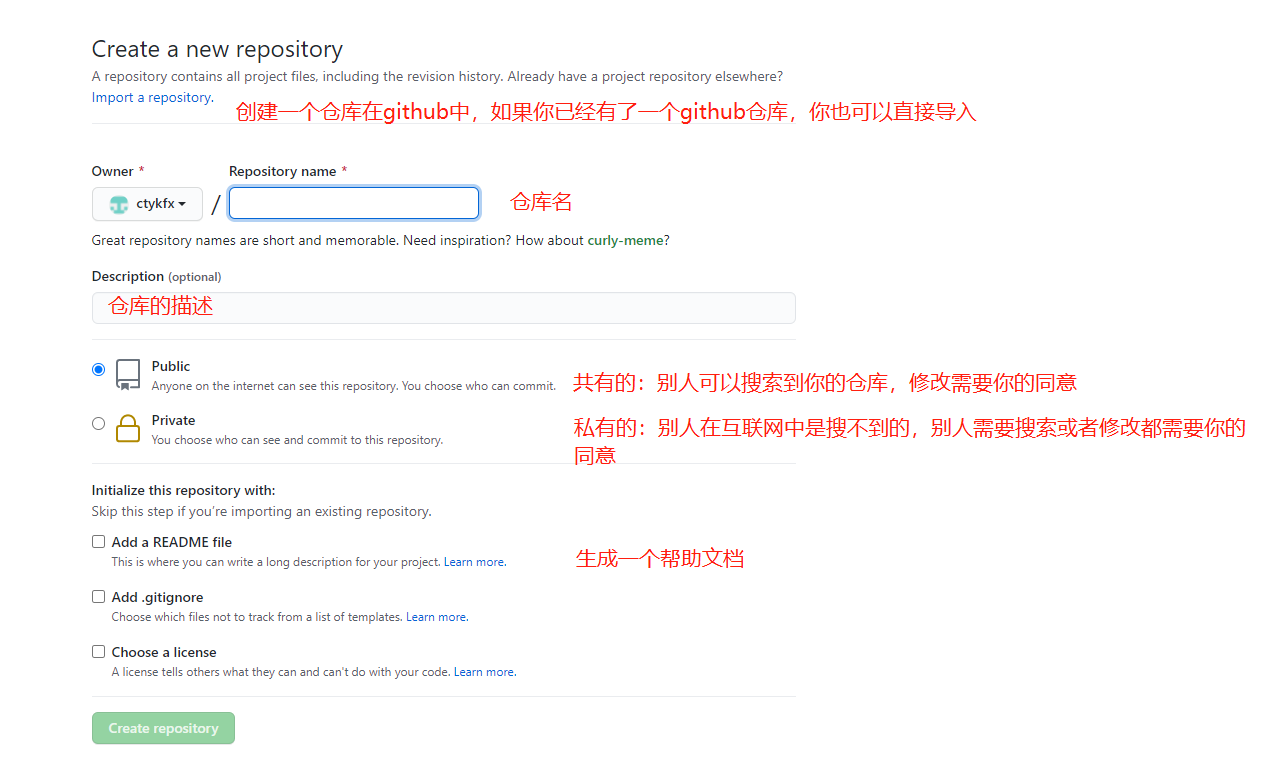 Create a new repository
A repository contains all project files, including the revision history. Already have a project repository elsewhere?
Import a repository.
创建一个仓库在github中，如果你已经有了一个github仓库，你也可以直接导入
Owner * Repository name *
ctykfx / 仓库名
Great repository names are short and memorable. Need inspiration? How about curly-meme?
Description (optional)
仓库的描述
Public
Anyone on the internet can see this repository. You choose who can commit.
共有的：别人可以搜索到你的仓库，修改需要你的同意
Private
You choose who can see and commit to this repository.
私有的：别人在互联网中是搜不到的，别人需要搜索或者修改都需要你的
同意
Initialize this repository with:
Skip this step if you're importing an existing repository.
Add a README file
This is where you can write a long description for your project. Learn more.
生成一个帮助文档
Add .gitignore
Choose which files not to track from a list of templates. Learn more.
Choose a license
A license tells others what they can and can't do with your code. Learn more.
Create repository